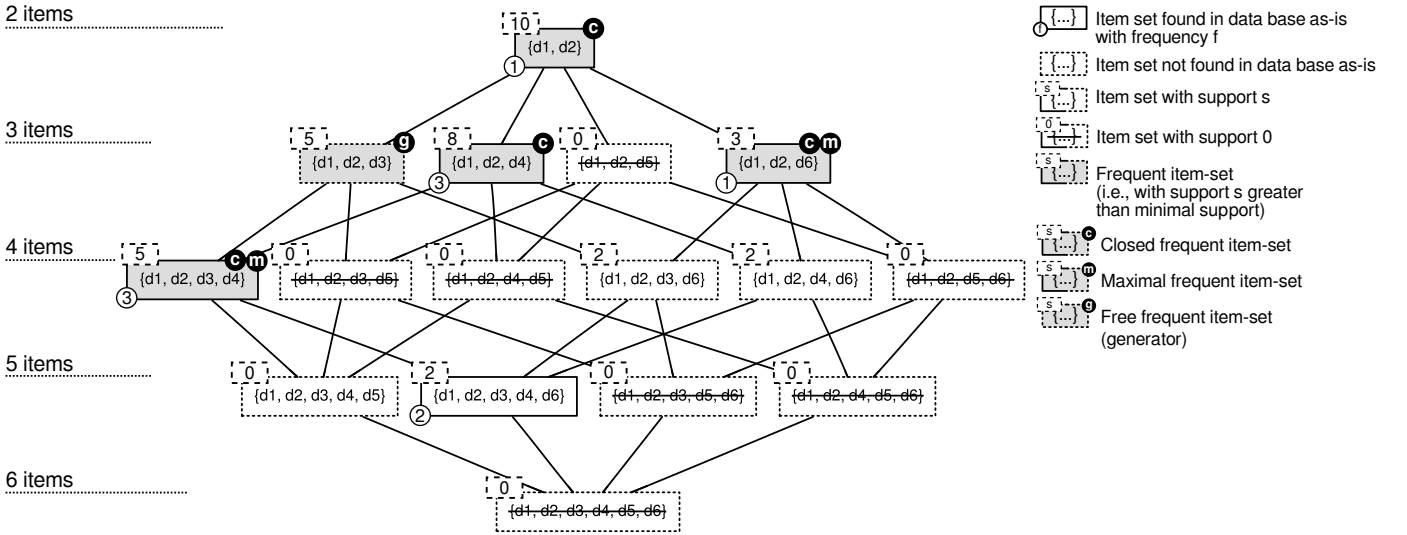 2 items
10 c
{d1, d2}
1
3 items
5 g 8 c 0 3 c m
{d1, d2, d3} {d1, d2, d4} {d1, d2, d5} {d1, d2, d6}
3 1
4 items
5 c m 0 0 2 2 0
{d1, d2, d3, d4} {d1, d2, d3, d5} {d1, d2, d4, d5} {d1, d2, d3, d6} {d1, d2, d4, d6} {d1, d2, d5, d6}
3
5 items
0 2 0 0
{d1, d2, d3, d4, d5} {d1, d2, d3, d4, d6} {d1, d2, d3, d5, d6} {d1, d2, d4, d5, d6}
2
6 items
0
{d1, d2, d3, d4, d5, d6}
{...} Item set found in data base as-is
f with frequency f
{...} Item set not found in data base as-is
s
{...} Item set with support s
0
{...} Item set with support 0
s
{...} Frequent item-set
(i.e., with support s greater
than minimal support)
s c
{...} Closed frequent item-set
s m
{...} Maximal frequent item-set
s g
{...} Free frequent item-set
(generator)